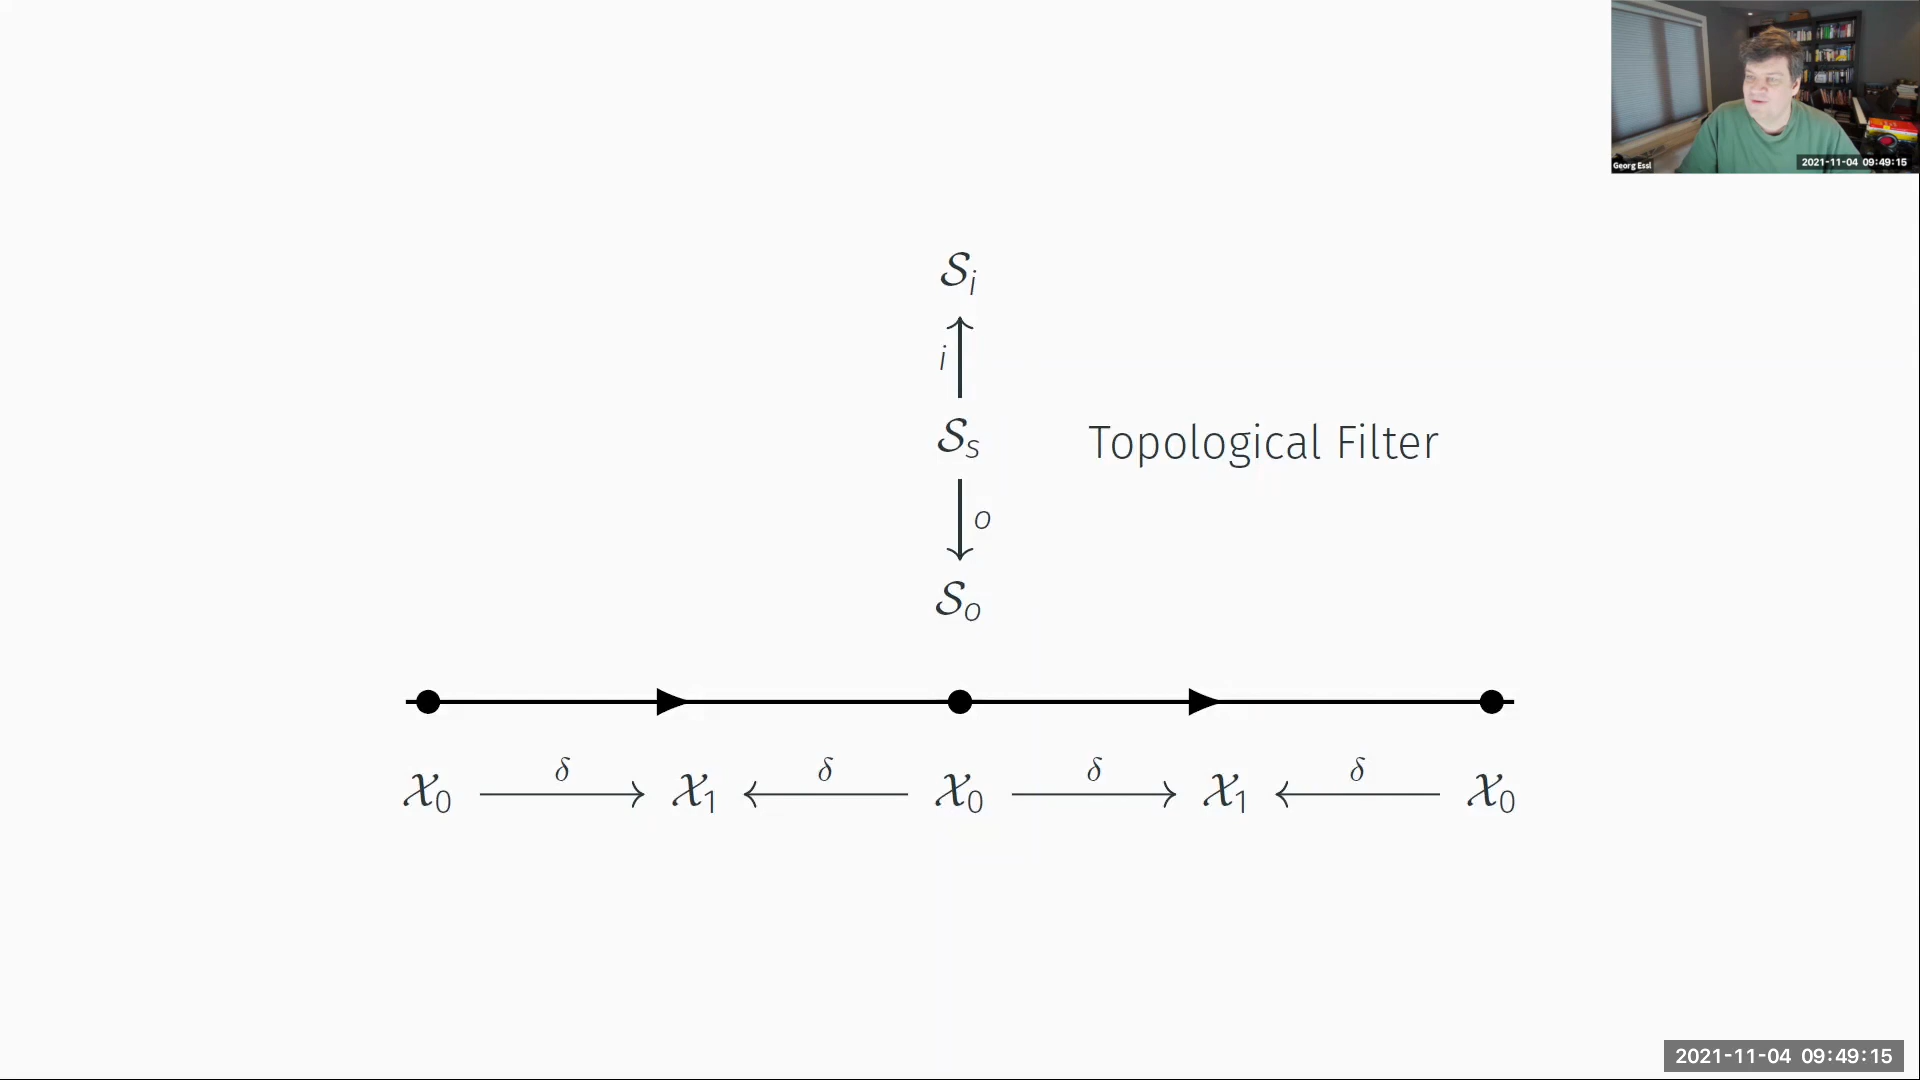 Georg Essl
2021-11-04 09:49:15
𝒮i
i
𝒮s
Topological Filter
o
𝒮o
δ δ δ δ
𝒳0 𝒳1 𝒳0 𝒳1 𝒳0
2021-11-04 09:49:15